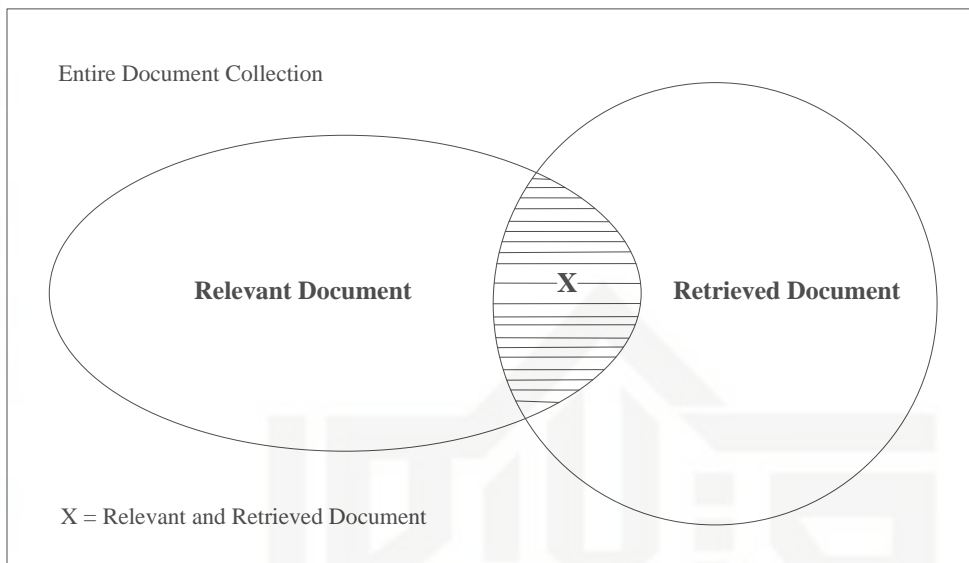 Entire Document Collection
Relevant Document
X
Retrieved Document
X = Relevant and Retrieved Document